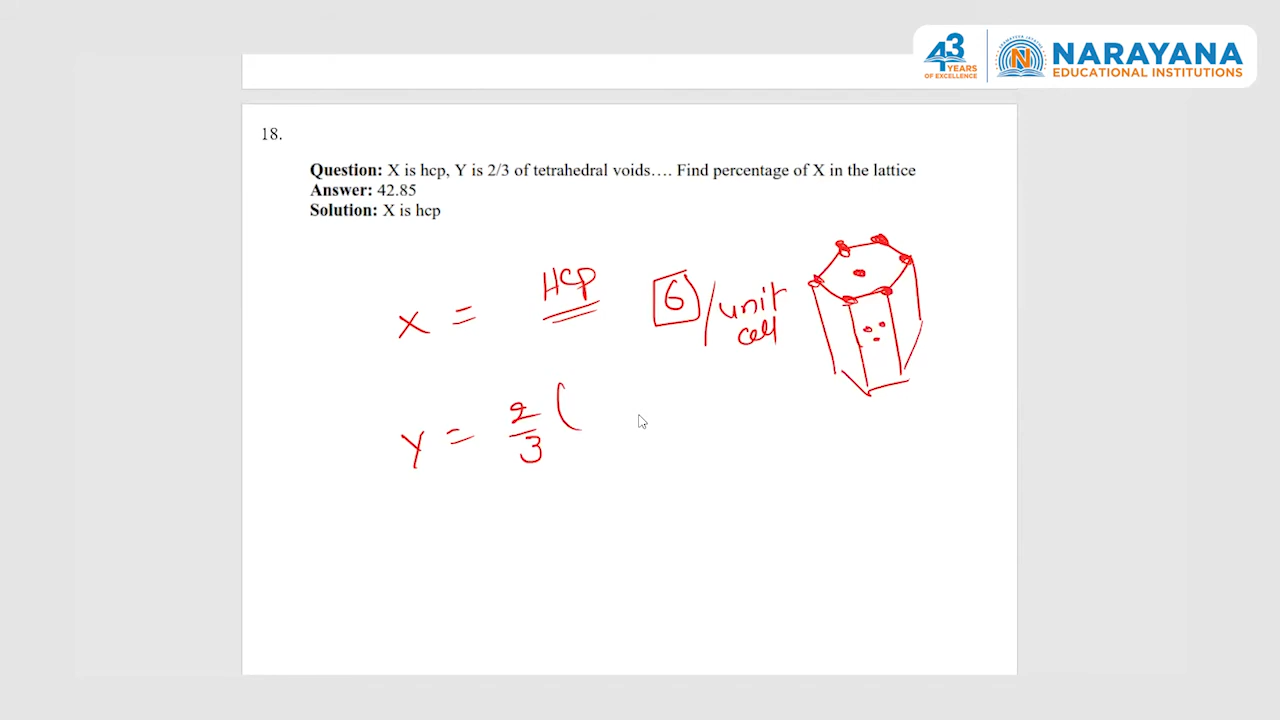 43
YEARS
OF EXCELLENCE
N
NARAYANA
EDUCATIONAL INSTITUTIONS
18.
Question: X is hcp, Y is 2/3 of tetrahedral voids…. Find percentage of X in the lattice
Answer: 42.85
Solution: X is hcp
X = HCP 6 / unit cell
Y = 2/3 (